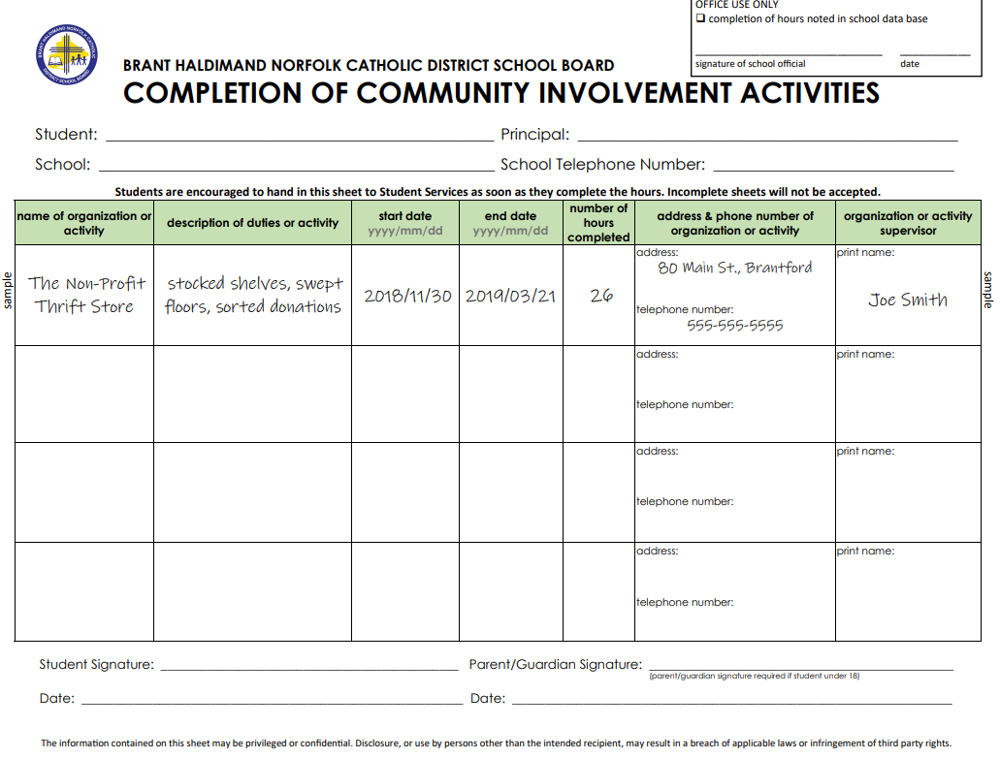 OFFICE USE ONLY
❑ completion of hours noted in school data base
signature of school official date
BRANT HALDIMAND NORFOLK CATHOLIC DISTRICT SCHOOL BOARD
BRANT HALDIMAND NORFOLK CATHOLIC DISTRICT SCHOOL BOARD
COMPLETION OF COMMUNITY INVOLVEMENT ACTIVITIES
Student: Principal:
School: School Telephone Number:
Students are encouraged to hand in this sheet to Student Services as soon as they complete the hours. Incomplete sheets will not be accepted.
name of organization or
activity
description of duties or activity
start date
yyyy/mm/dd
end date
yyyy/mm/dd
number of
hours
completed
address & phone number of
organization or activity
organization or activity
supervisor
sample
The Non-Profit
Thrift Store
stocked shelves, swept
floors, sorted donations
2018/11/30
2019/03/21
26
address:
80 Main St., Brantford
telephone number:
555-555-5555
print name:
Joe Smith
sample
address:
telephone number:
print name:
address:
telephone number:
print name:
address:
telephone number:
print name:
Student Signature: Parent/Guardian Signature:
(parent/guardian signature required if student under 18)
Date: Date:
The information contained on this sheet may be privileged or confidential. Disclosure, or use by persons other than the intended recipient, may result in a breach of applicable laws or infringement of third party rights.